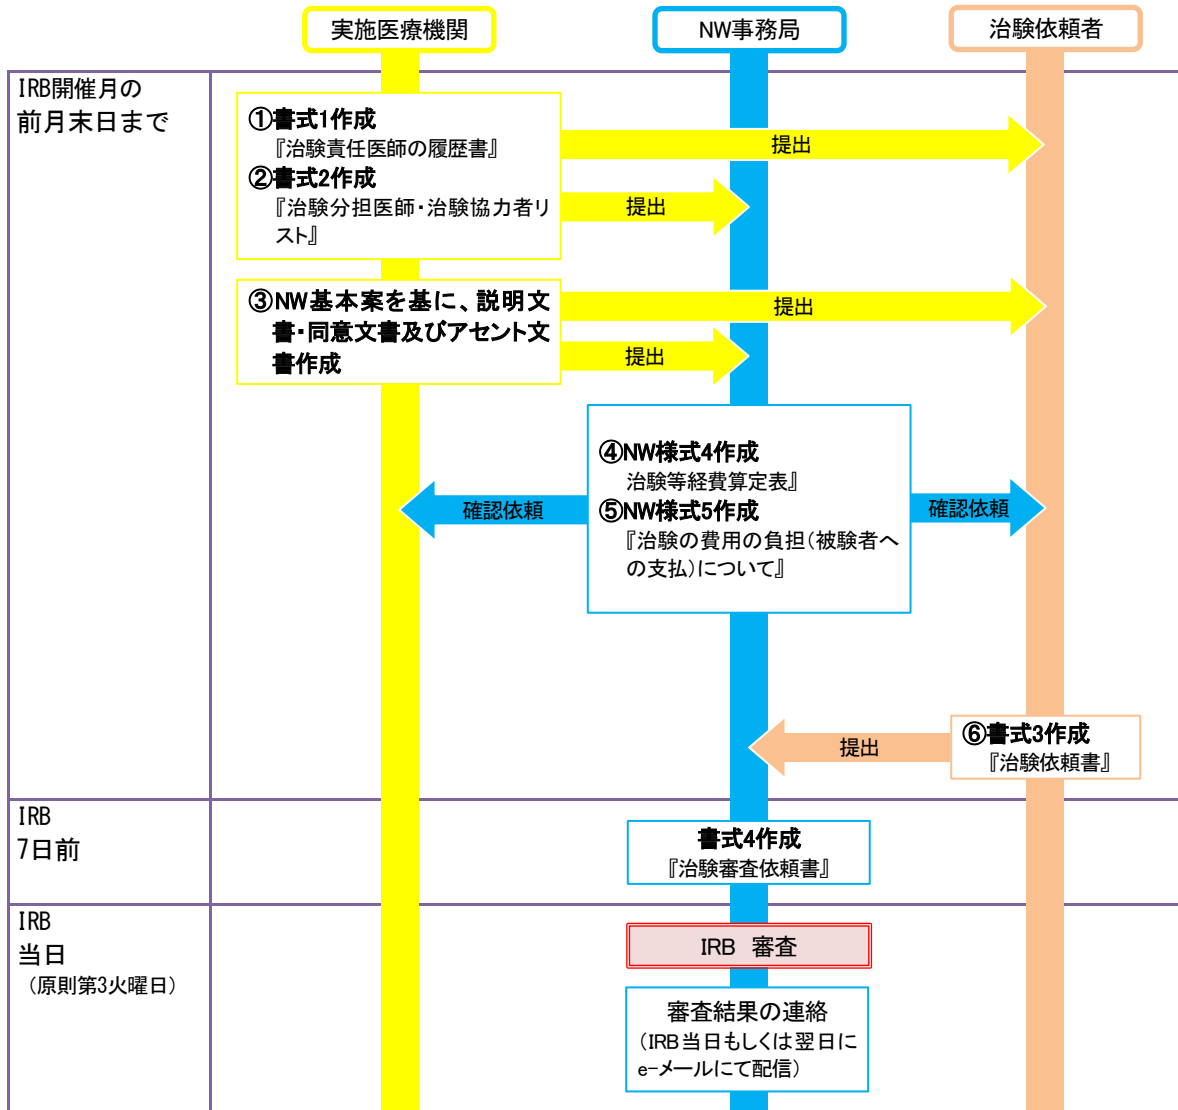 実施医療機関
NW事務局
治験依頼者
IRB開催月の
前月末日まで
①書式1作成
『治験責任医師の履歴書』
②書式2作成
『治験分担医師・治験協力者リ
スト』
提出
提出
③NW基本案を基に、説明文
書・同意文書及びアセント文
書作成
提出
提出
④NW様式4作成
治験等経費算定表』
⑤NW様式5作成
『治験の費用の負担（被験者へ
の支払）について』
確認依頼
確認依頼
⑥書式3作成
『治験依頼書』
提出
IRB
7日前
書式4作成
『治験審査依頼書』
IRB
当日
（原則第3火曜日）
IRB 審査
審査結果の連絡
（IRB当日もしくは翌日に
e-メールにて配信）